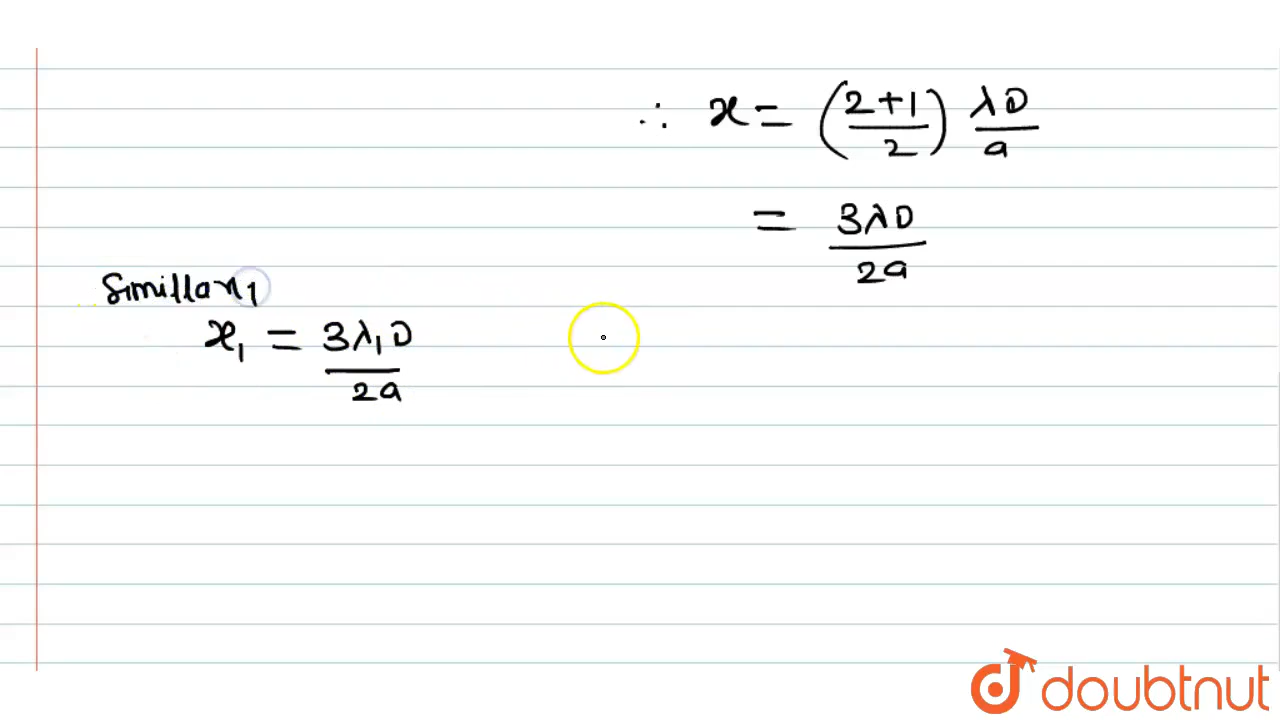 ∴ x = (2+1/2) λD/a
= 3λD/2a
Simillar1
x₁ = 3λ₁D/2a
doubtnut